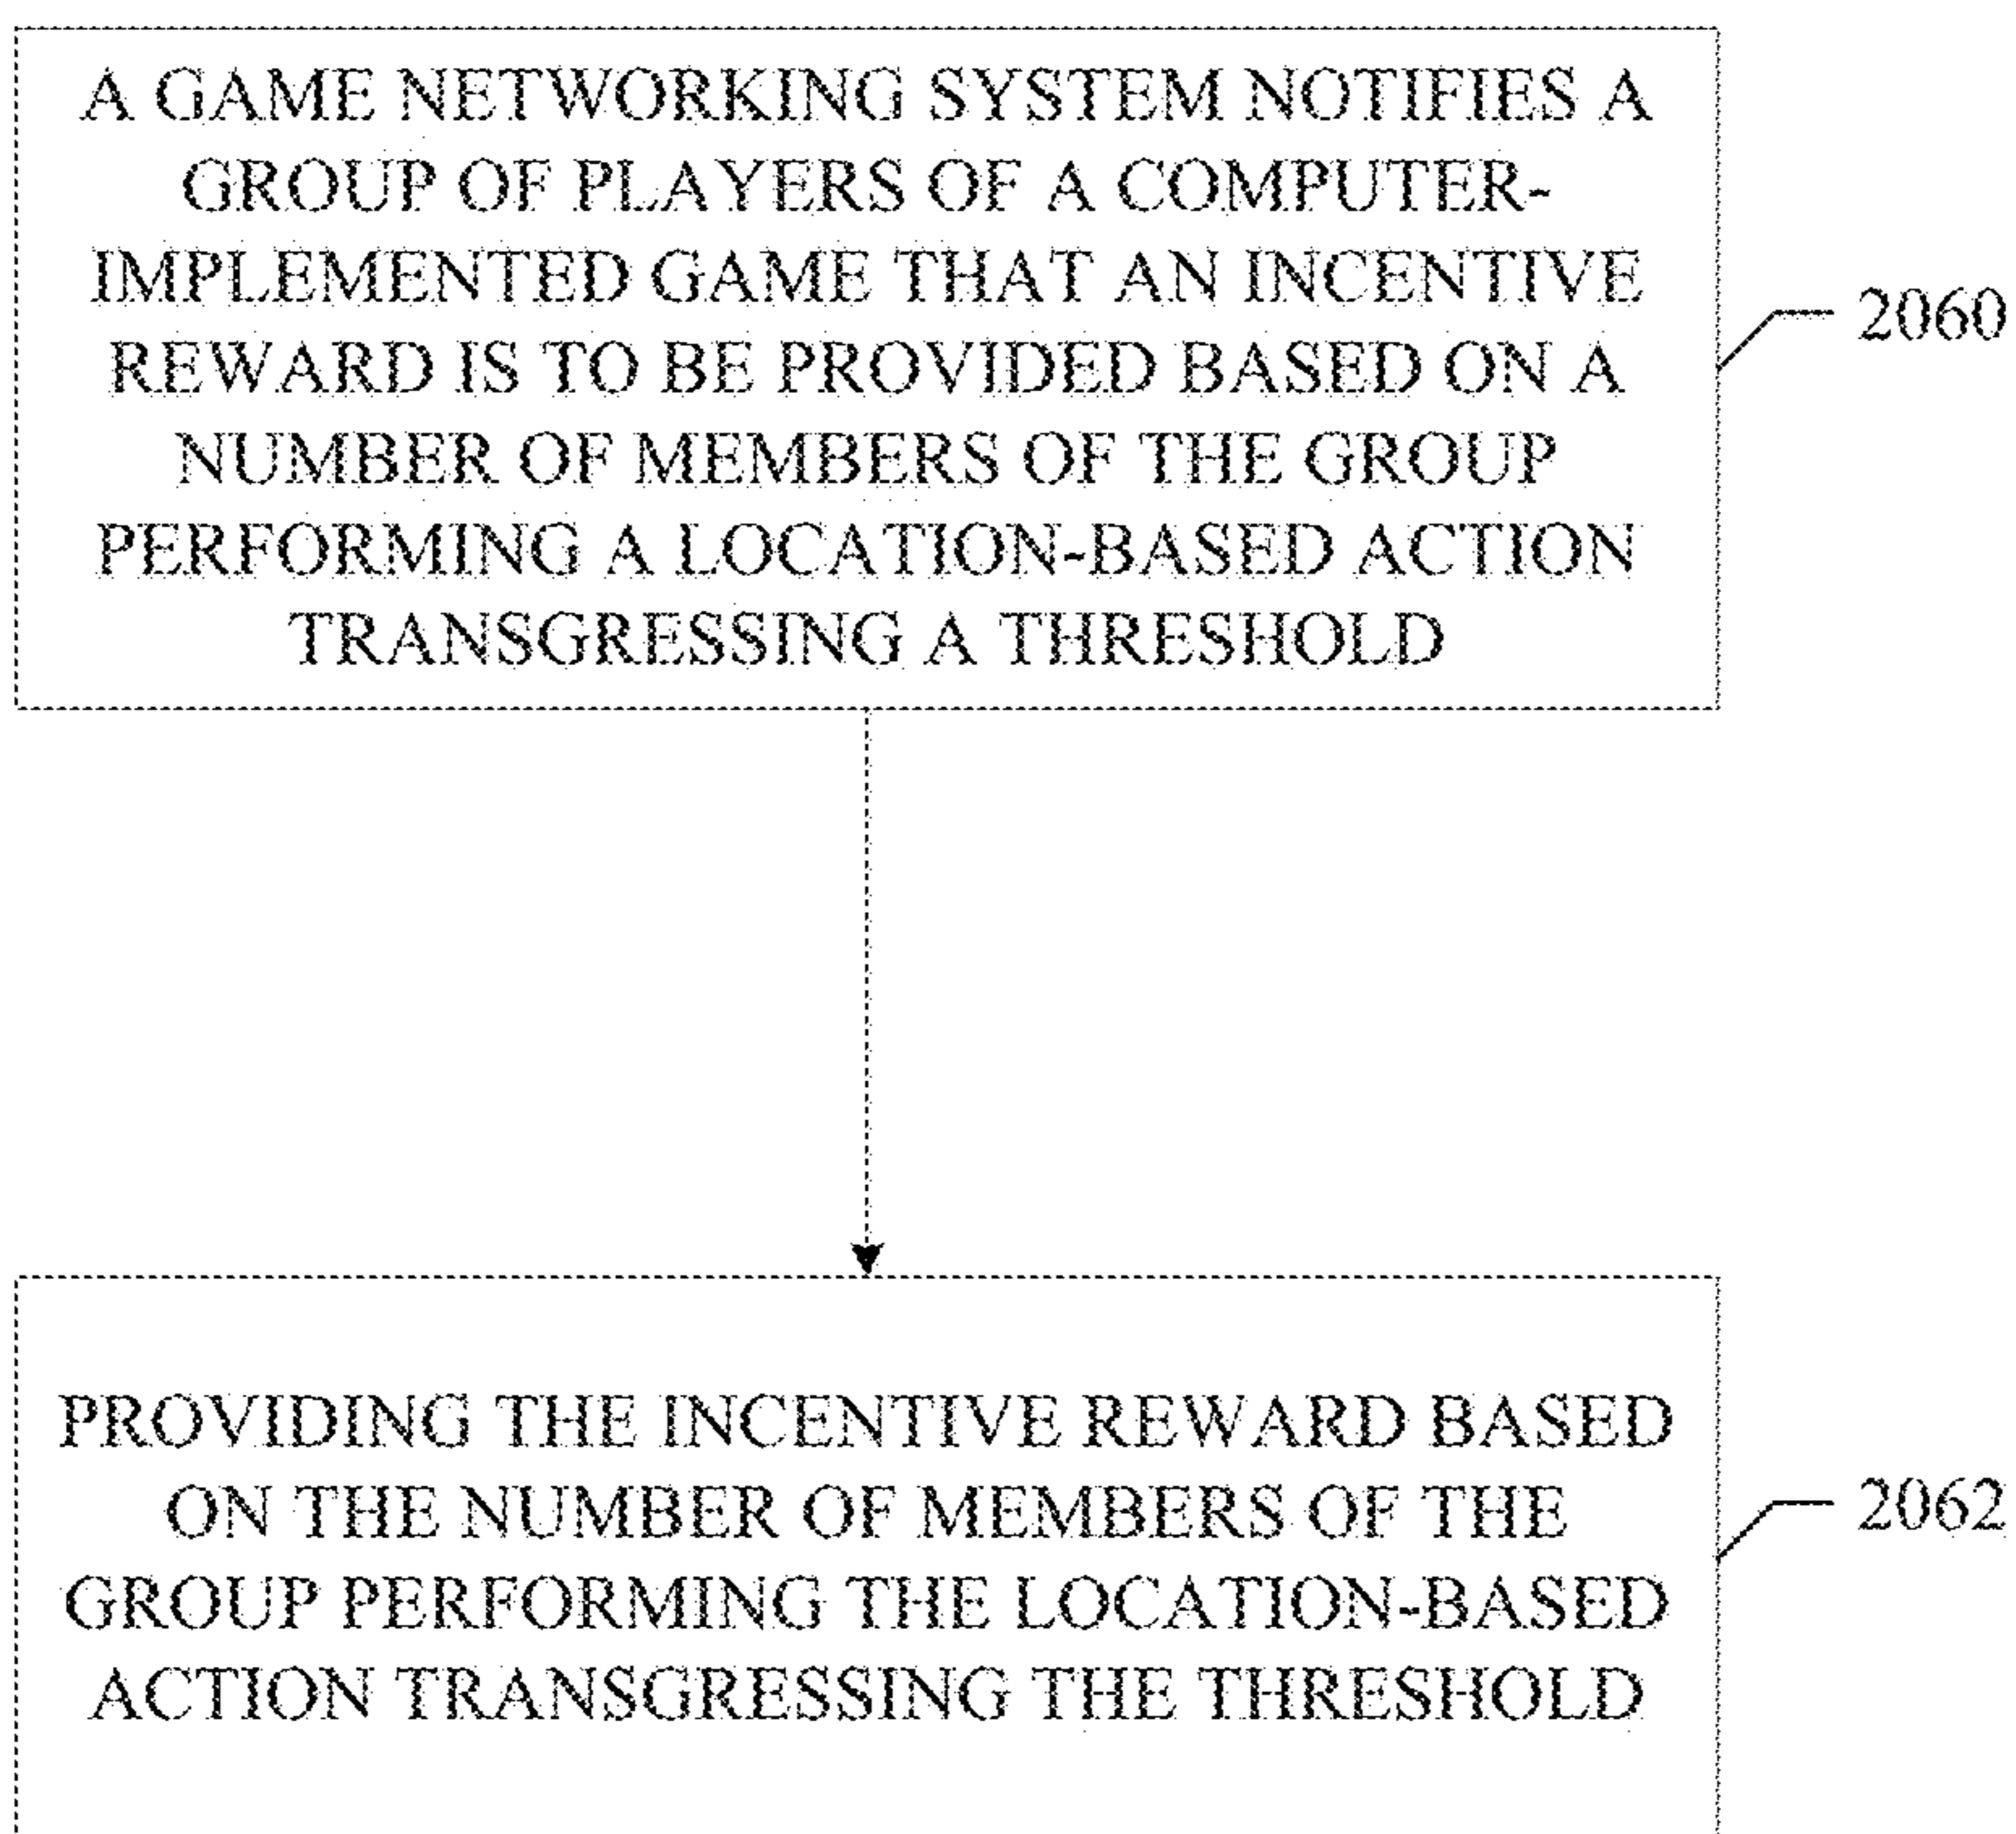 A GAME NETWORKING SYSTEM NOTIFIES A
GROUP OF PLAYERS OF A COMPUTER-
IMPLEMENTED GAME THAT AN INCENTIVE
REWARD IS TO BE PROVIDED BASED ON A
NUMBER OF MEMBERS OF THE GROUP
PERFORMING A LOCATION-BASED ACTION
TRANSGRESSING A THRESHOLD
2060
PROVIDING THE INCENTIVE REWARD BASED
ON THE NUMBER OF MEMBERS OF THE
GROUP PERFORMING THE LOCATION-BASED
ACTION TRANSGRESSING THE THRESHOLD
2062